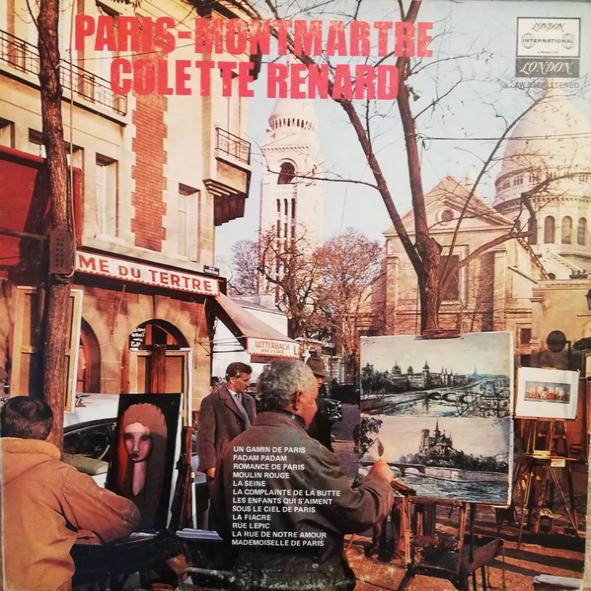 PARIS-MONTMARTRE
COLETTE RENARD
LONDON
INTERNATIONAL
LONDON
STEREO
ME DU TERTRE
LUTTERBACH
UN GAMIN DE PARIS
PADAM PADAM
ROMANCE DE PARIS
MOULIN ROUGE
LA SEINE
LA COMPLAINTE DE LA BUTTE
LES ENFANTS QUI S'AIMENT
SOUS LE CIEL DE PARIS
LA FIACRE
RUE LEPIC
LA RUE DE NOTRE AMOUR
MADEMOISELLE DE PARIS